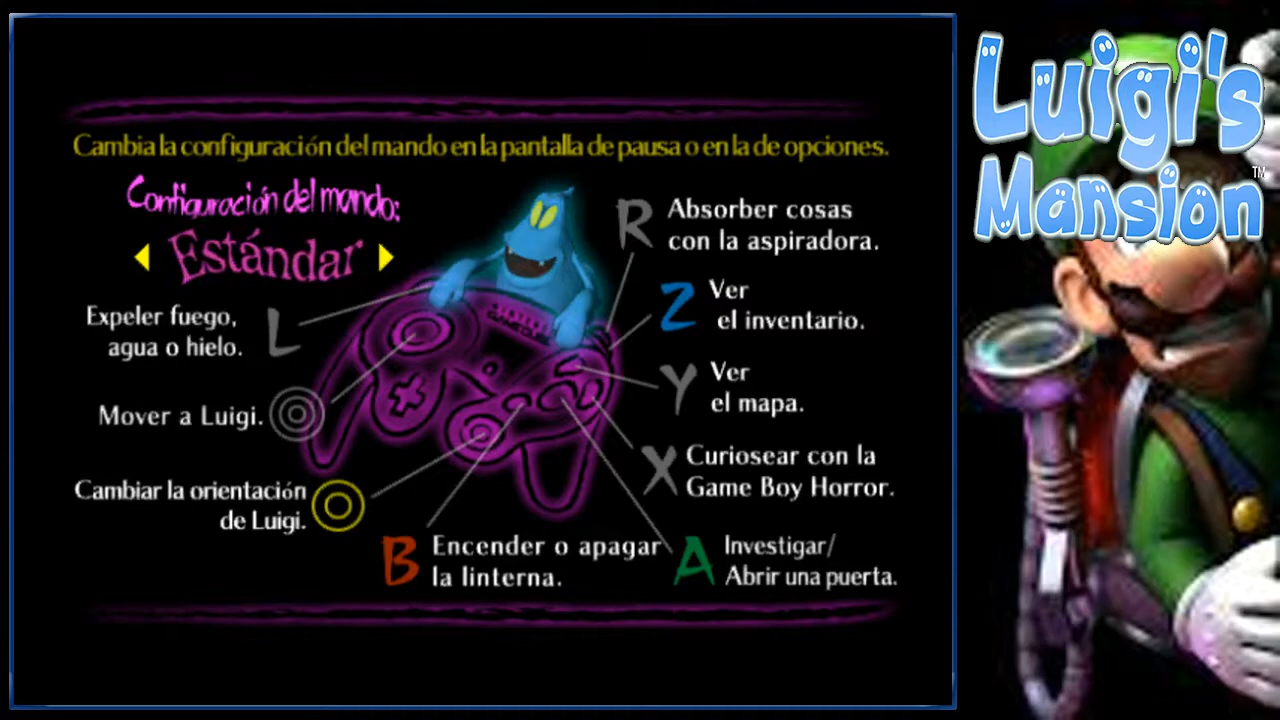 Cambia la configuración del mando en la pantalla de pausa o en la de opciones.
Configuración del mando:
Estándar
L
Expeler fuego,
agua o hielo.
Mover a Luigi.
Cambiar la orientación
de Luigi.
B
Encender o apagar
la linterna.
R
Absorber cosas
con la aspiradora.
Z
Ver
el inventario.
Y
Ver
el mapa.
X
Curiosear con la
Game Boy Horror.
A
Investigar/
Abrir una puerta.
Luigi's
Mansion™